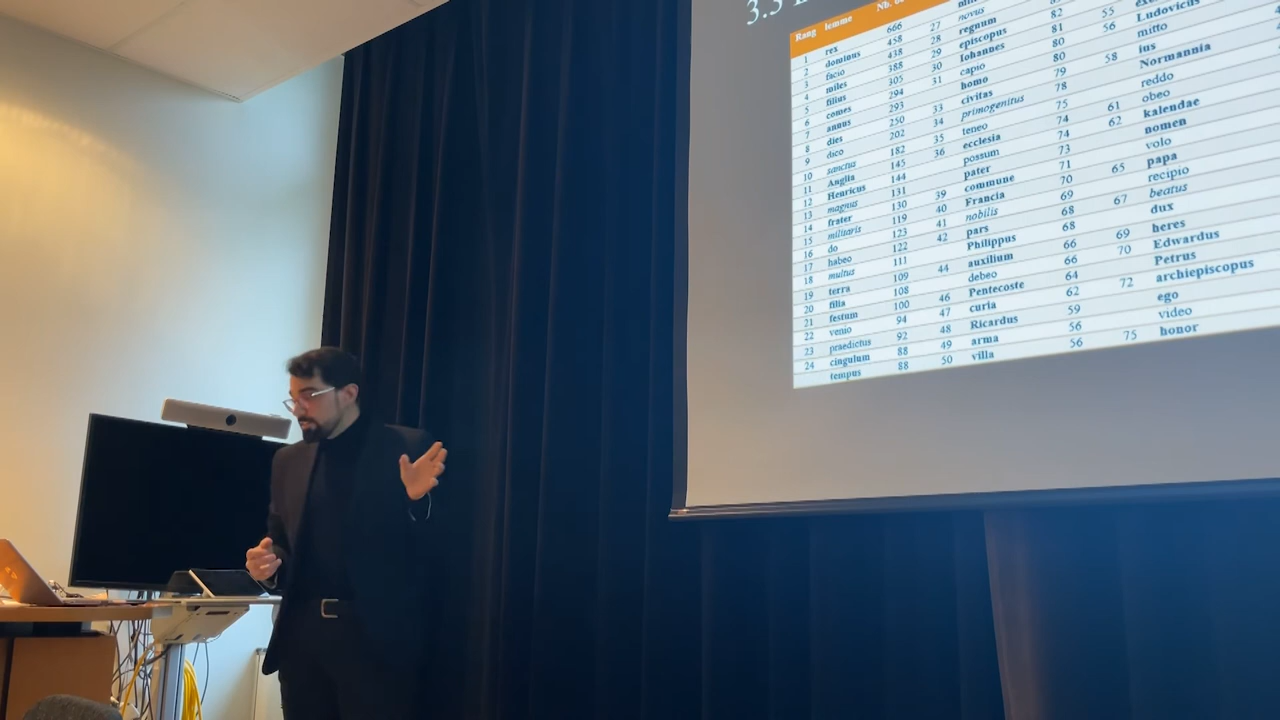 3.3
Rang lemme Nb.
1 rex 666
2 dominus 458 27 novus
3 facio 438 28 regnum
4 miles 388 29 episcopus 82
5 filius 305 30 Iohannes 81 55
6 comes 294 31 capio 80 56 Ludovicus
7 annus 293 homo 80 mitto
8 dies 250 33 civitas 79 58 ius
9 dico 202 34 primogenitus 78 Normannia
10 sanctus 182 35 teneo 75 reddo
11 Anglia 145 36 ecclesia 74 61 obeo
12 Henricus 144 possum 74 62 kalendae
13 magnus 131 pater 73 nomen
14 frater 130 39 commune 71 volo
15 militaris 119 40 Francia 70 65 papa
16 do 123 41 nobilis 69 recipio
17 habeo 122 42 pars 68 67 beatus
18 multus 111 Philippus 68 dux
19 terra 109 44 auxilium 66 69 heres
20 filia 108 debeo 66 70 Edwardus
21 festum 100 46 Pentecoste 64 Petrus
22 venio 94 47 curia 62 72 archiepiscopus
23 praedictus 92 48 Ricardus 59 ego
24 cingulum 88 49 arma 56 video
tempus 88 50 villa 56 75 honor